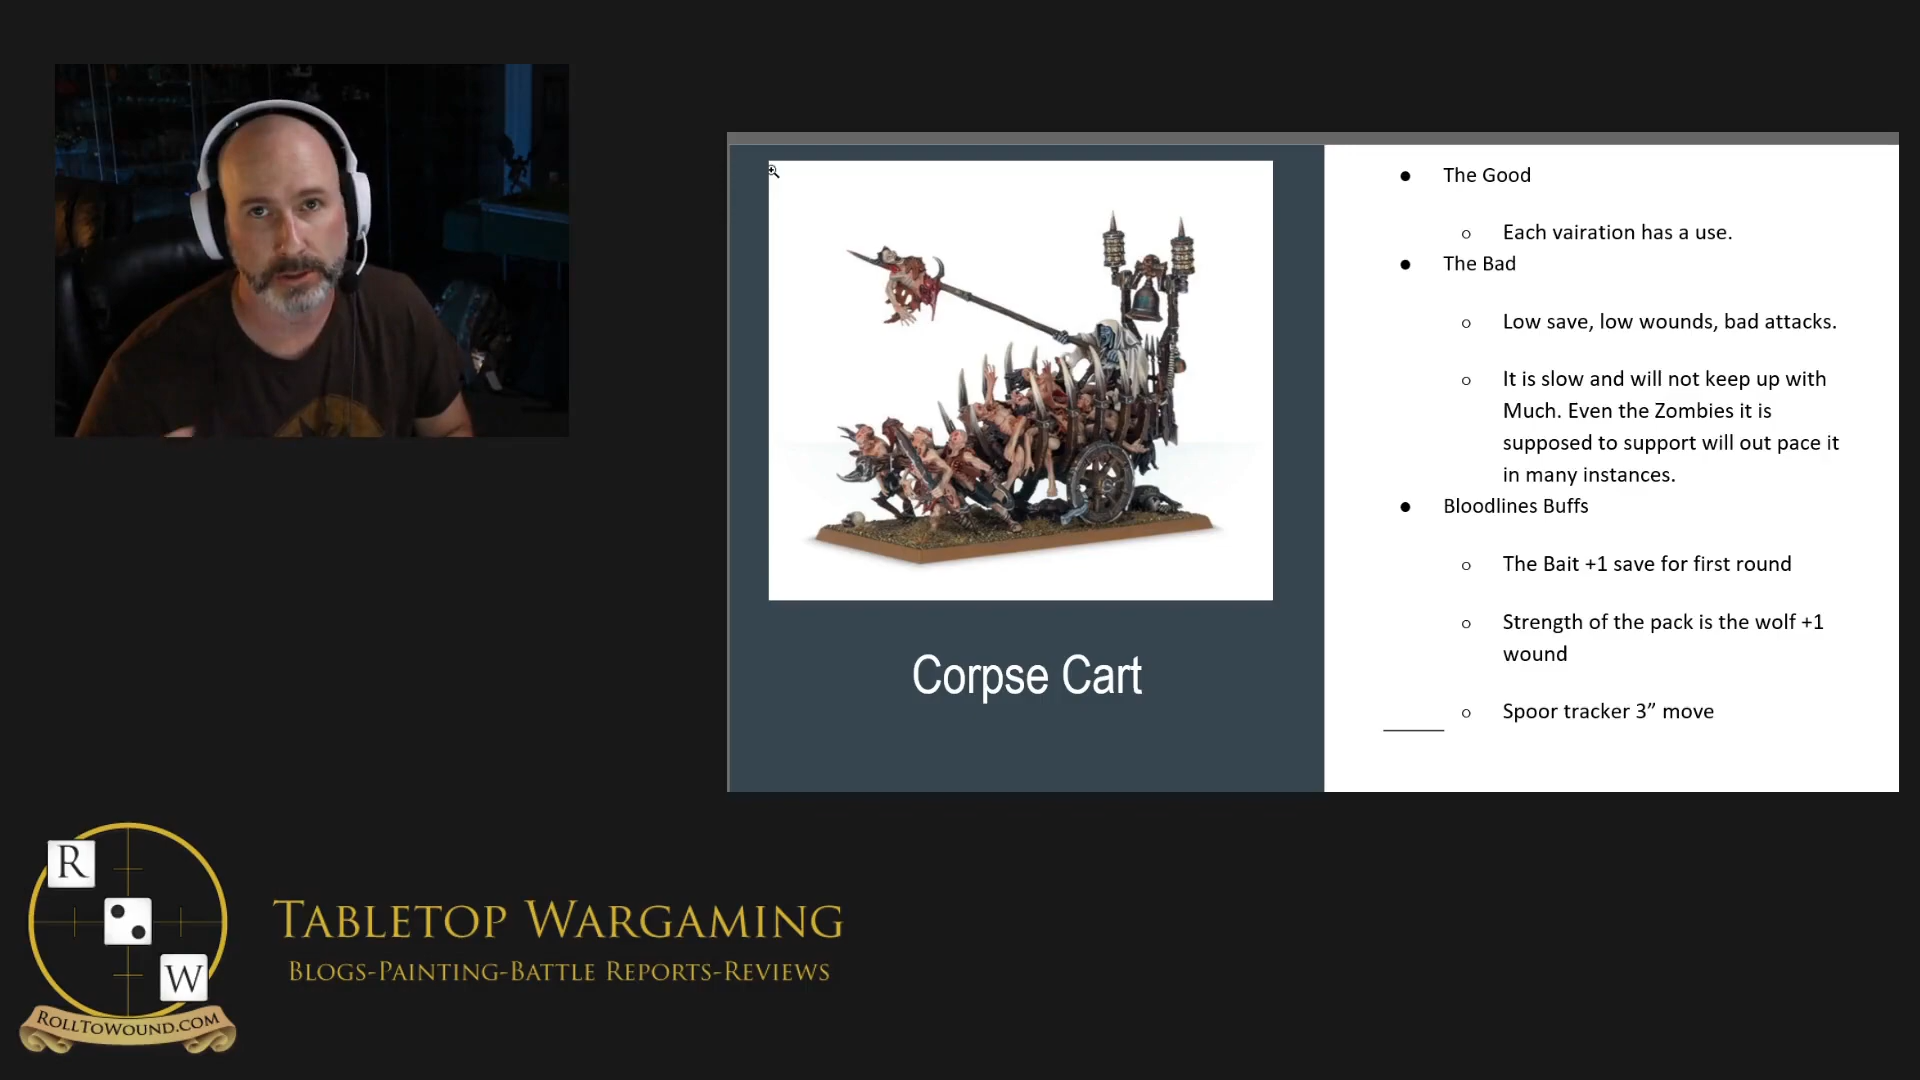 The Good
Each vairation has a use.
The Bad
Low save, low wounds, bad attacks.
It is slow and will not keep up with
Much. Even the Zombies it is
supposed to support will out pace it
in many instances.
Bloodlines Buffs
The Bait +1 save for first round
Strength of the pack is the wolf +1
wound
Spoor tracker 3” move
Corpse Cart
R
W
ROLLTOWOUND.COM
TABLETOP WARGAMING
BLOGS-PAINTING-BATTLE REPORTS-REVIEWS